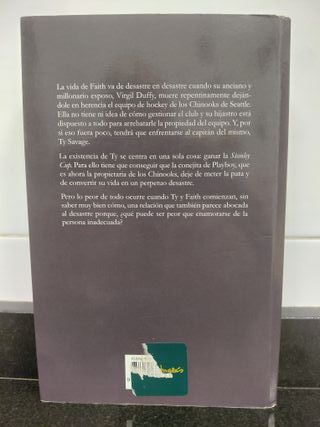 La vida de Faith va de desastre en desastre cuando su anciano y
millonario esposo, Virgil Duffy, muere repentinamente deján-
dole en herencia el equipo de hockey de los Chinooks de Seattle.
Ella no tiene ni idea de cómo gestionar el club y su hijastro está
dispuesto a todo para arrebatarle la propiedad del equipo. Y, por
si eso fuera poco, tendrá que enfrentarse al capitán del mismo,
Ty Savage.
La existencia de Ty se centra en una sola cosa: ganar la Stanley
Cup. Para ello tiene que conseguir que la conejita de Playboy, que
es ahora la propietaria de los Chinooks, deje de meter la pata y
de convertir su vida en un perpetuo desastre.
Pero lo peor de todo ocurre cuando Ty y Faith comienzan, sin
saber muy bien cómo, una relación que también parece abocada
al desastre porque, ¿qué puede ser peor que enamorarse de la
persona inadecuada?